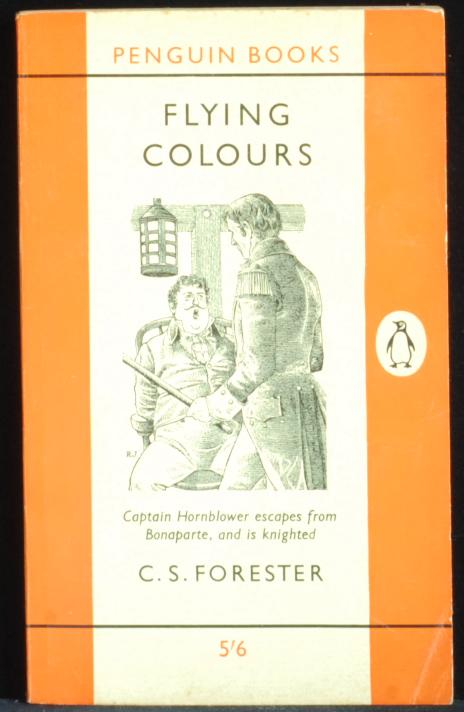 PENGUIN BOOKS
FLYING
COLOURS
R.J.
Captain Hornblower escapes from
Bonaparte, and is knighted
C. S. FORESTER
5'6